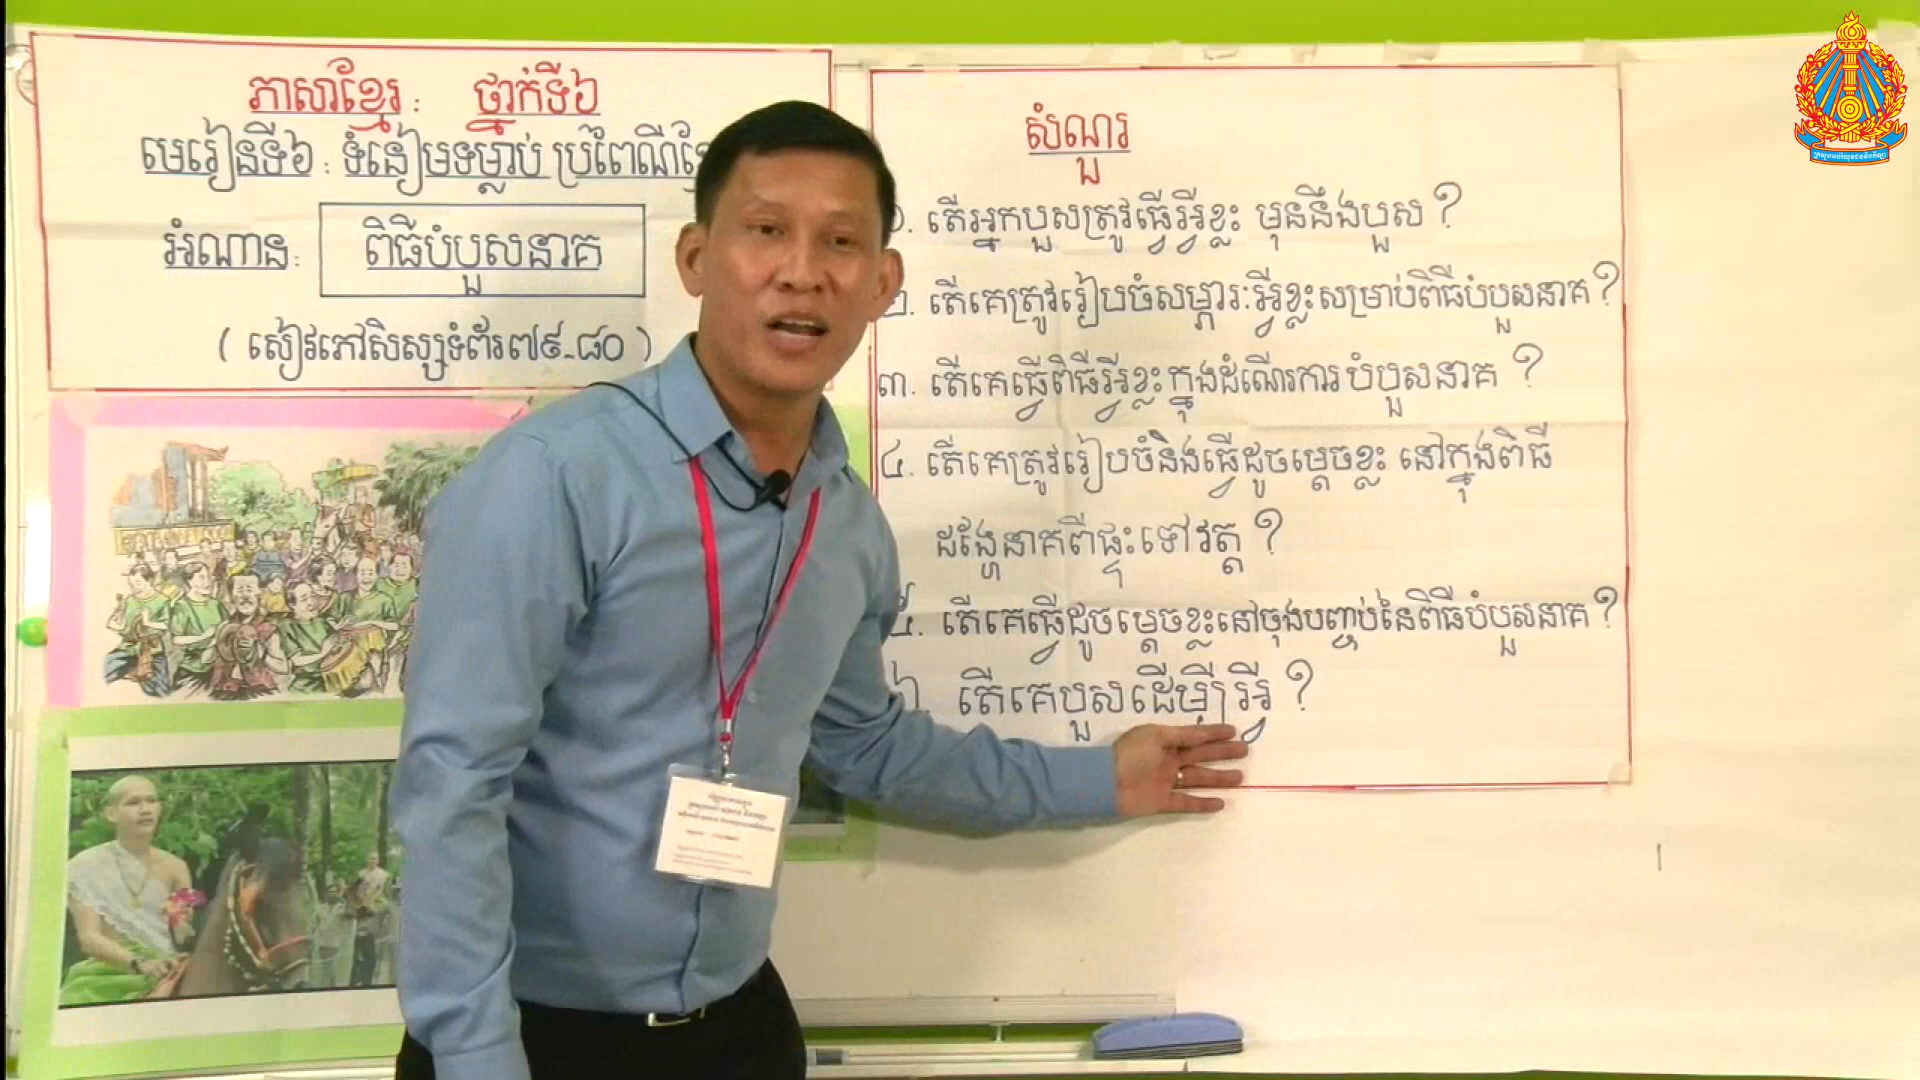 ភាសាខ្មែរ : ថ្នាក់ទី៦
មេរៀនទី៦ : ទំនៀមទម្លាប់ ប្រពៃណីខ្មែ
អំណាន: ពិធីបំបួសនាគ
( សៀវភៅសិស្សទំព័រ៧៩-៨០ )
សំណួរ
១. តើអ្នកបួសត្រូវធ្វើអ្វីខ្លះ មុននឹងបួស ?
២. តើគេត្រូវរៀបចំសម្ភារៈអ្វីខ្លះសម្រាប់ពិធីបំបួសនាគ ?
៣. តើគេធ្វើពិធីអ្វីខ្លះក្នុងដំណើរការ បំបួសនាគ ?
៤. តើគេត្រូវរៀបចំនិងធ្វើដូចម្ដេចខ្លះ នៅក្នុងពិធី
ដង្ហែនាគពីផ្ទះទៅវត្ត ?
៥. តើគេធ្វើដូចម្ដេចខ្លះនៅចុងបញ្ចប់នៃពិធីបំបួសនាគ ?
៦. តើគេបួសដើម្បីអ្វី ?